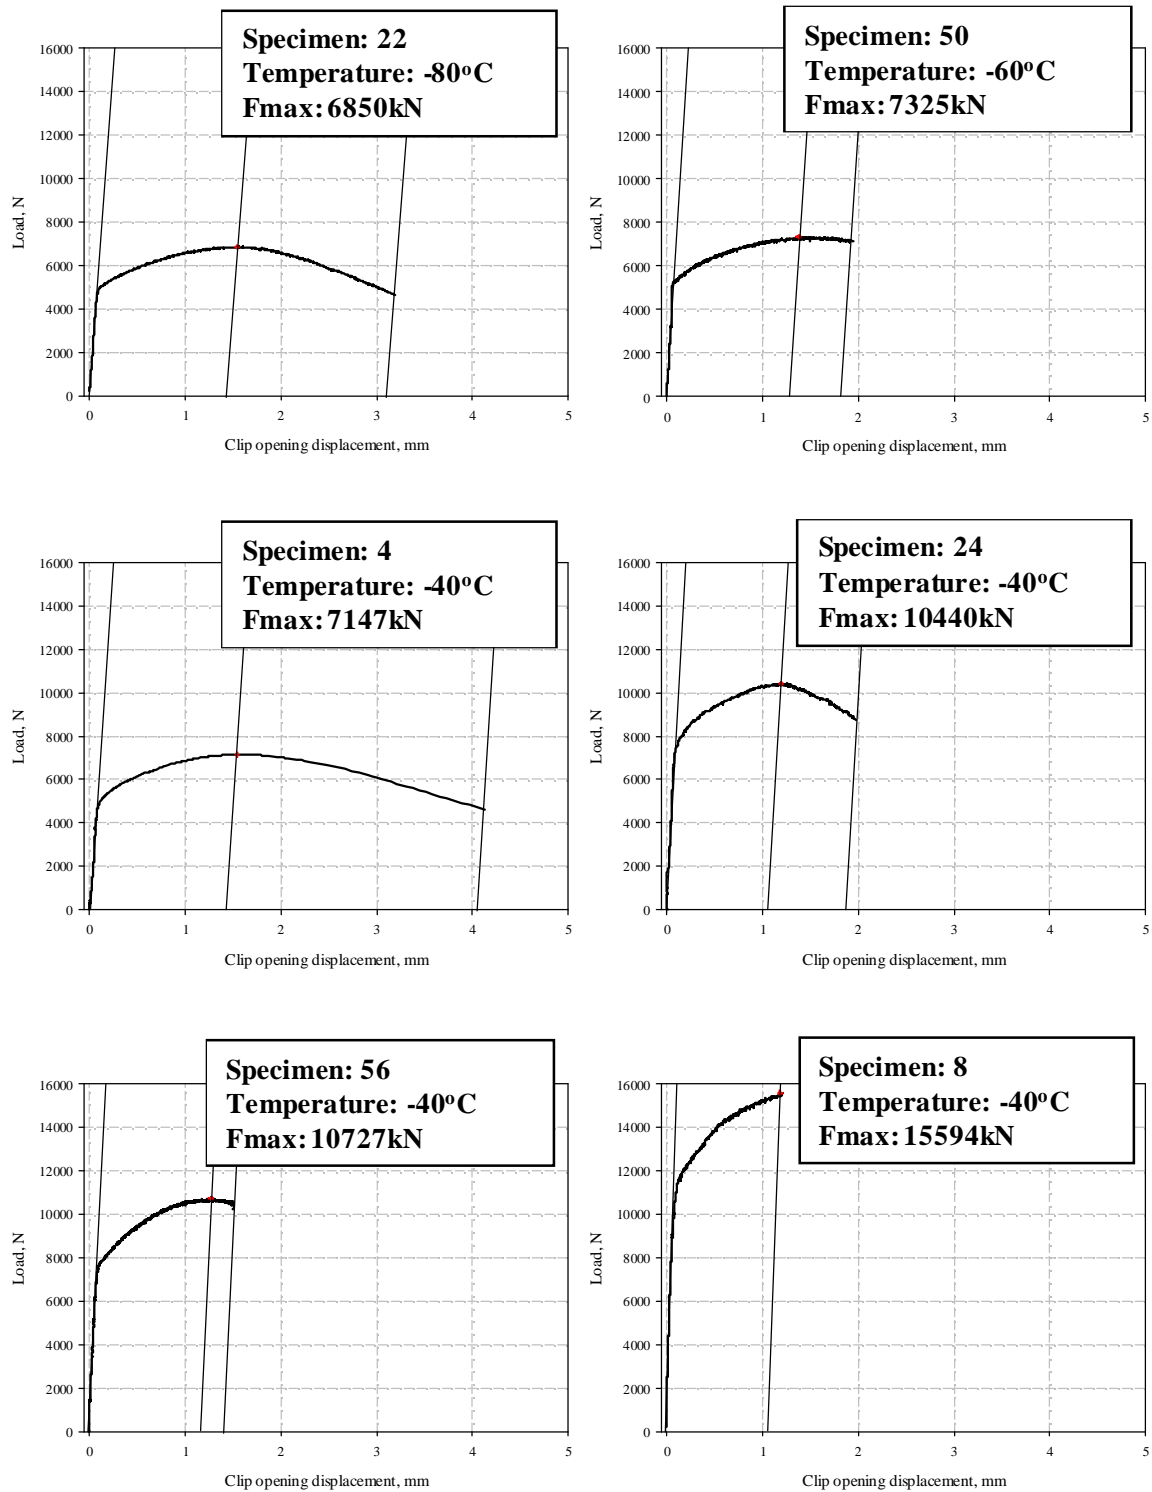 Specimen: 22
Temperature: -80ºC
Fmax: 6850kN
16000
14000
12000
10000
8000
6000
4000
2000
0
Load, N
0 1 2 3 4 5
Clip opening displacement, mm
Specimen: 50
Temperature: -60ºC
Fmax: 7325kN
16000
14000
12000
10000
8000
6000
4000
2000
0
Load, N
0 1 2 3 4 5
Clip opening displacement, mm
Specimen: 4
Temperature: -40ºC
Fmax: 7147kN
16000
14000
12000
10000
8000
6000
4000
2000
0
Load, N
0 1 2 3 4 5
Clip opening displacement, mm
Specimen: 24
Temperature: -40ºC
Fmax: 10440kN
16000
14000
12000
10000
8000
6000
4000
2000
0
Load, N
0 1 2 3 4 5
Clip opening displacement, mm
Specimen: 56
Temperature: -40ºC
Fmax: 10727kN
16000
14000
12000
10000
8000
6000
4000
2000
0
Load, N
0 1 2 3 4 5
Clip opening displacement, mm
Specimen: 8
Temperature: -40ºC
Fmax: 15594kN
16000
14000
12000
10000
8000
6000
4000
2000
0
Load, N
0 1 2 3 4 5
Clip opening displacement, mm